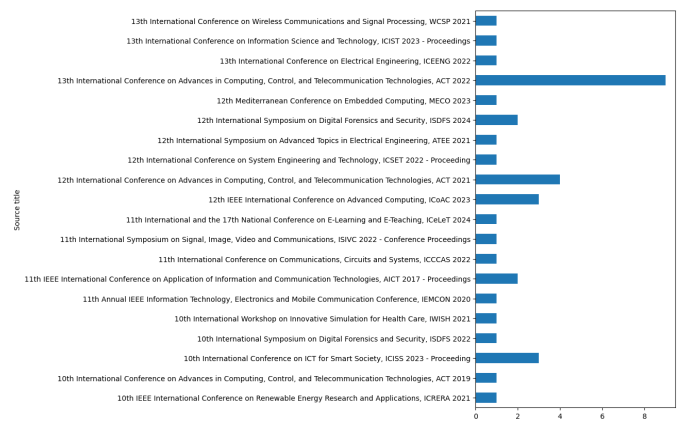 13th International Conference on Wireless Communications and Signal Processing, WCSP 2021
13th International Conference on Information Science and Technology, ICIST 2023 - Proceedings
13th International Conference on Electrical Engineering, ICEENG 2022
13th International Conference on Advances in Computing, Control, and Telecommunication Technologies, ACT 2022
12th Mediterranean Conference on Embedded Computing, MECO 2023
12th International Symposium on Digital Forensics and Security, ISDFS 2024
12th International Symposium on Advanced Topics in Electrical Engineering, ATEE 2021
12th International Conference on System Engineering and Technology, ICSET 2022 - Proceeding
12th International Conference on Advances in Computing, Control, and Telecommunication Technologies, ACT 2021
12th IEEE International Conference on Advanced Computing, ICoAC 2023
11th International and the 17th National Conference on E-Learning and E-Teaching, ICeLeT 2024
11th International Symposium on Signal, Image, Video and Communications, ISIVC 2022 - Conference Proceedings
11th International Conference on Communications, Circuits and Systems, ICCCAS 2022
11th IEEE International Conference on Application of Information and Communication Technologies, AICT 2017 - Proceedings
11th Annual IEEE Information Technology, Electronics and Mobile Communication Conference, IEMCON 2020
10th International Workshop on Innovative Simulation for Health Care, IWISH 2021
10th International Symposium on Digital Forensics and Security, ISDFS 2022
10th International Conference on ICT for Smart Society, ICISS 2023 - Proceeding
10th International Conference on Advances in Computing, Control, and Telecommunication Technologies, ACT 2019
10th IEEE International Conference on Renewable Energy Research and Applications, ICRERA 2021
Source title
0 2 4 6 8